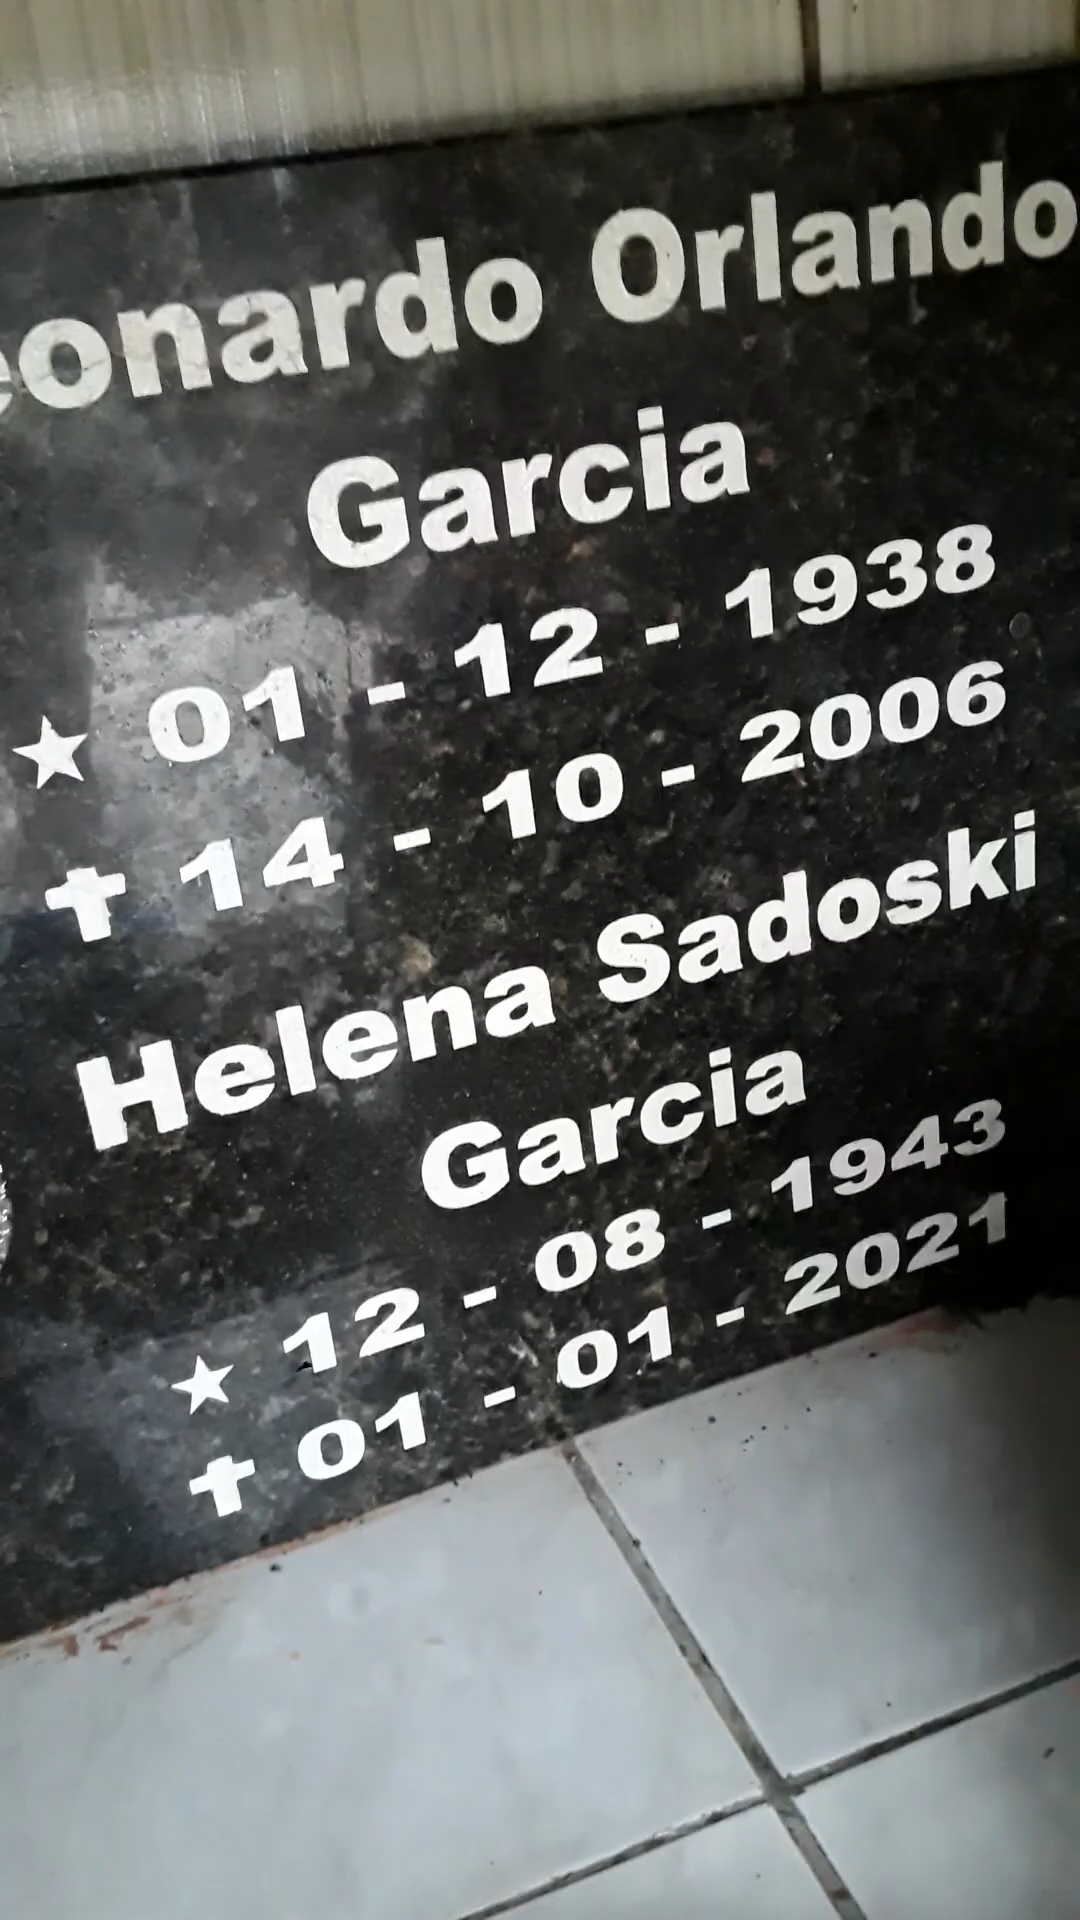 eonardo Orlando
Garcia
★ 01 - 12 - 1938
✝ 14 - 10 - 2006
Helena Sadoski
Garcia
★ 12 - 08 - 1943
✝ 01 - 01 - 2021